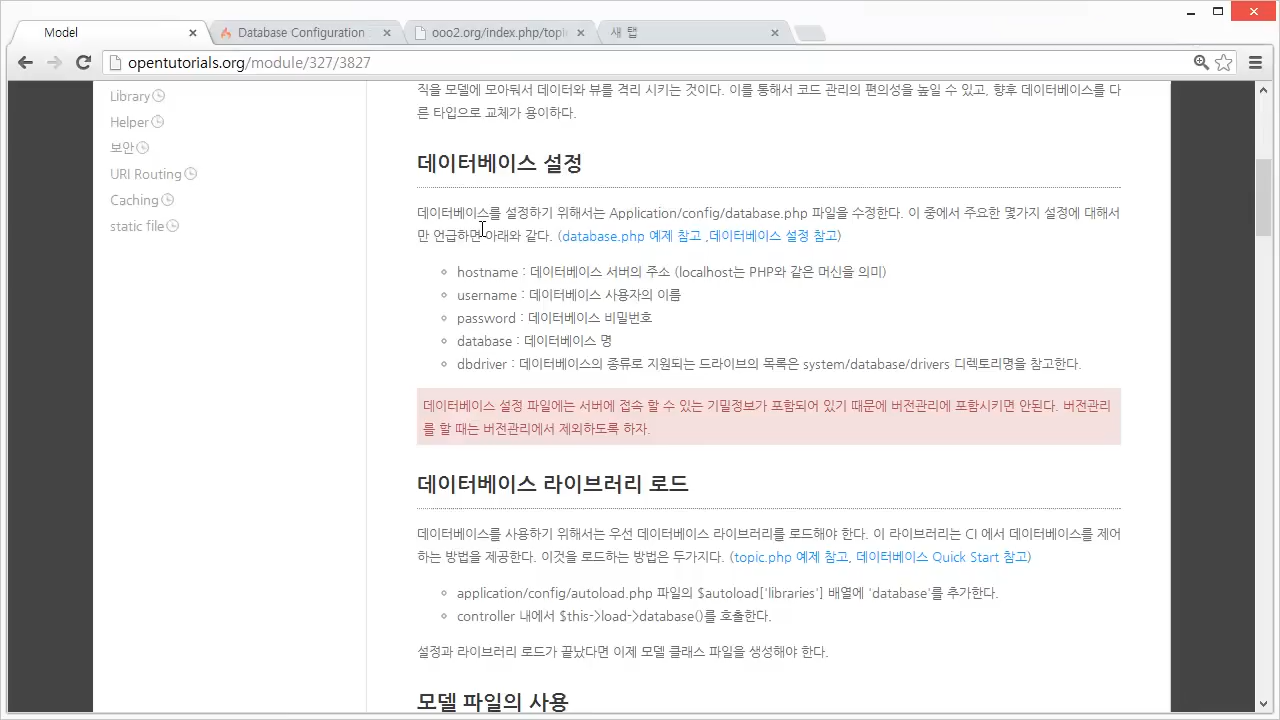 Model
Database Configuration
ooo2.org/index.php/topi
새 탭
opentutorials.org/module/327/3827
Library
Helper
보안
URI Routing
Caching
static file
직을 모델에 모아둬서 데이터와 뷰를 격리 시키는 것이다. 이를 통해서 코드 관리의 편의성을 높일 수 있고, 향후 데이터베이스를 다
른 타입으로 교체가 용이하다.
데이터베이스 설정
데이터베이스를 설정하기 위해서는 Application/config/database.php 파일을 수정한다. 이 중에서 주요한 몇가지 설정에 대해서
만 언급하면 아래와 같다. (database.php 예제 참고 ,데이터베이스 설정 참고)
hostname : 데이터베이스 서버의 주소 (localhost는 PHP와 같은 머신을 의미)
username : 데이터베이스 사용자의 이름
password : 데이터베이스 비밀번호
database : 데이터베이스 명
dbdriver : 데이터베이스의 종류로 지원되는 드라이브의 목록은 system/database/drivers 디렉토리명을 참고한다.
데이터베이스 설정 파일에는 서버에 접속 할 수 있는 기밀정보가 포함되어 있기 때문에 버전관리에 포함시키면 안된다. 버전관리
를 할 때는 버전관리에서 제외하도록 하자.
데이터베이스 라이브러리 로드
데이터베이스를 사용하기 위해서는 우선 데이터베이스 라이브러리를 로드해야 한다. 이 라이브러리는 CI 에서 데이터베이스를 제어
하는 방법을 제공한다. 이것을 로드하는 방법은 두가지다. (topic.php 예제 참고, 데이터베이스 Quick Start 참고)
application/config/autoload.php 파일의 $autoload['libraries'] 배열에 'database'를 추가한다.
controller 내에서 $this->load->database()를 호출한다.
설정과 라이브러리 로드가 끝났다면 이제 모델 클래스 파일을 생성해야 한다.
모델 파일의 사용